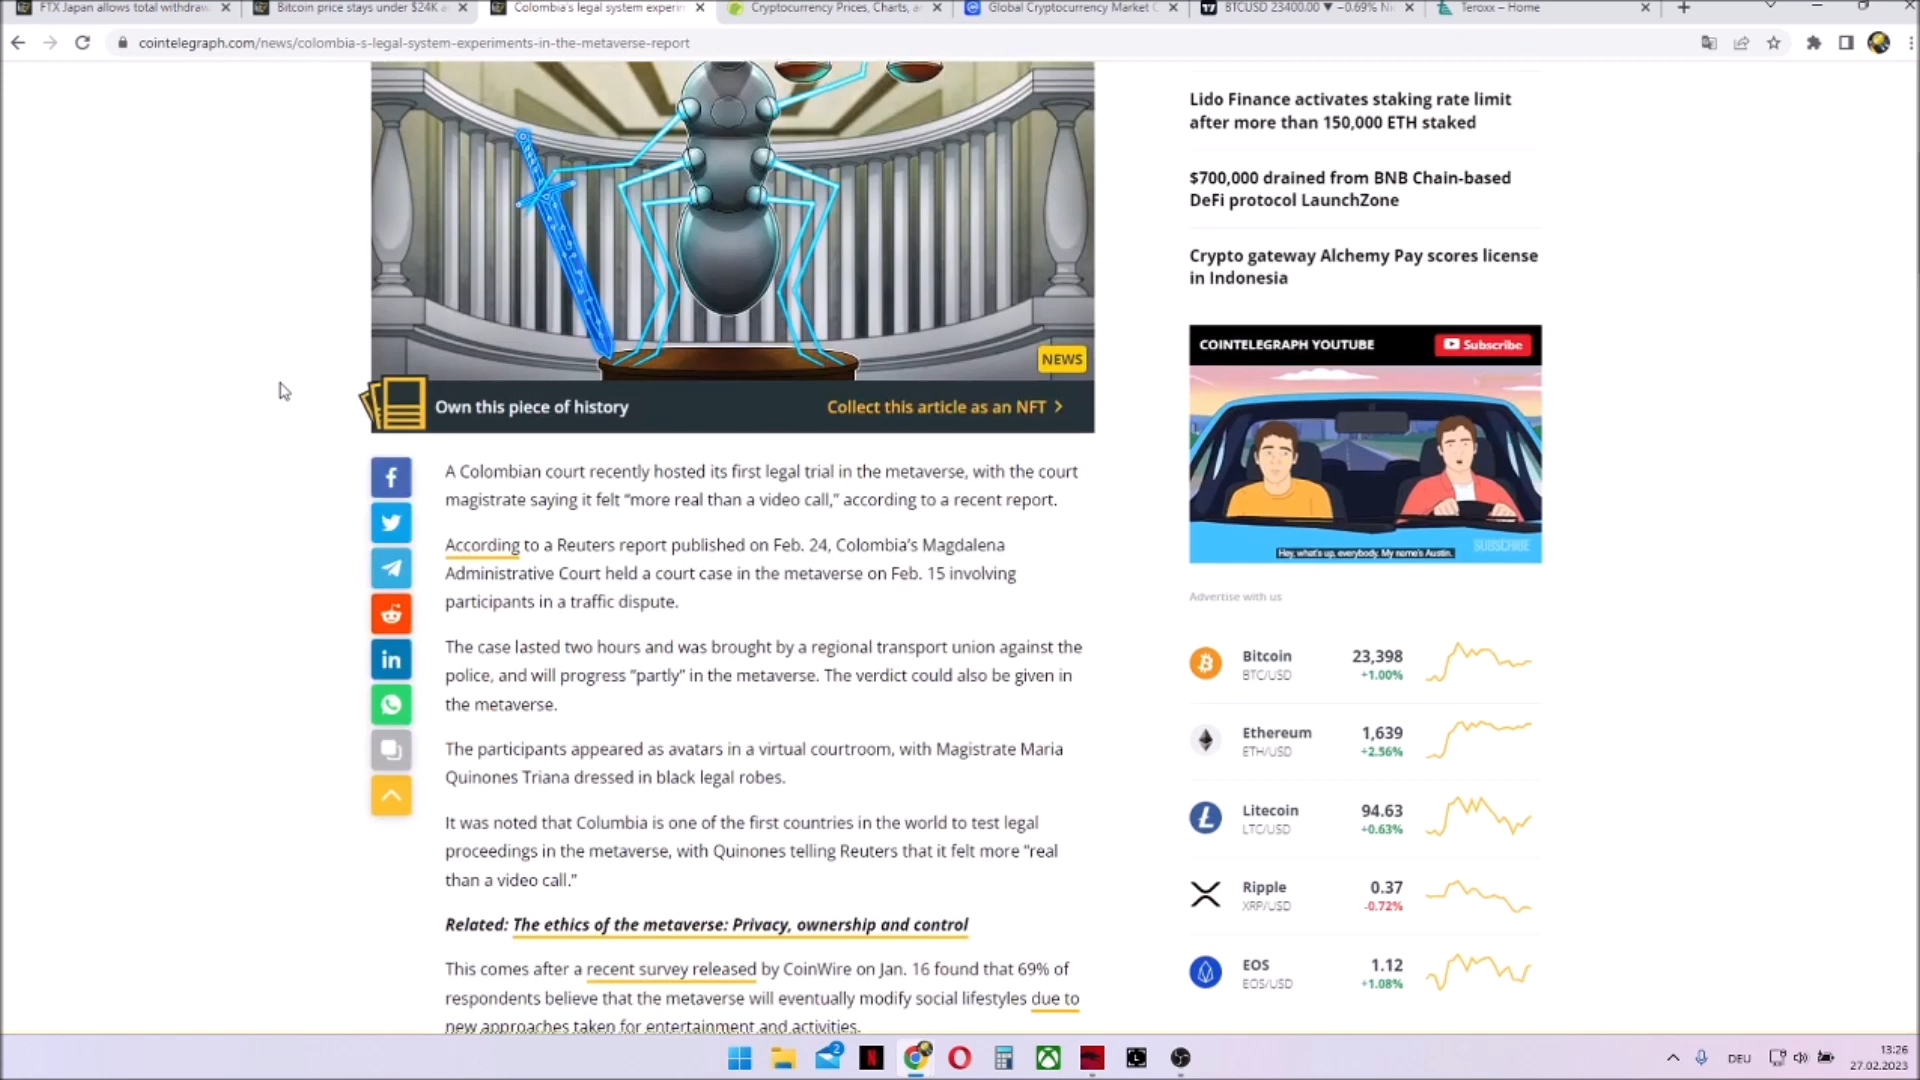 FTX Japan allows total withdraw
Bitcoin price stays under $24K a
Colombia's legal system experim
Cryptocurrency Prices, Charts, a
Global Cryptocurrency Market C
BTCUSD 23400.00 ▼ −0.69%
Teroxx – Home
cointelegraph.com/news/colombia-s-legal-system-experiments-in-the-metaverse-report
NEWS
Own this piece of history
Collect this article as an NFT >
A Colombian court recently hosted its first legal trial in the metaverse, with the court
magistrate saying it felt “more real than a video call,” according to a recent report.
According to a Reuters report published on Feb. 24, Colombia’s Magdalena
Administrative Court held a court case in the metaverse on Feb. 15 involving
participants in a traffic dispute.
The case lasted two hours and was brought by a regional transport union against the
police, and will progress “partly” in the metaverse. The verdict could also be given in
the metaverse.
The participants appeared as avatars in a virtual courtroom, with Magistrate Maria
Quinones Triana dressed in black legal robes.
It was noted that Columbia is one of the first countries in the world to test legal
proceedings in the metaverse, with Quinones telling Reuters that it felt more “real
than a video call.”
Related: The ethics of the metaverse: Privacy, ownership and control
This comes after a recent survey released by CoinWire on Jan. 16 found that 69% of
respondents believe that the metaverse will eventually modify social lifestyles due to
new approaches taken for entertainment and activities.
Lido Finance activates staking rate limit
after more than 150,000 ETH staked
$700,000 drained from BNB Chain-based
DeFi protocol LaunchZone
Crypto gateway Alchemy Pay scores license
in Indonesia
COINTELEGRAPH YOUTUBE
Subscribe
Hey, what's up, everybody. My name's Austin.
SUBSCRIBE
Advertise with us
Bitcoin 23,398
BTC/USD +1.00%
Ethereum 1,639
ETH/USD +2.56%
Litecoin 94.63
LTC/USD +0.63%
Ripple 0.37
XRP/USD -0.72%
EOS 1.12
EOS/USD +1.08%
2
DEU
13:26
27.02.2023